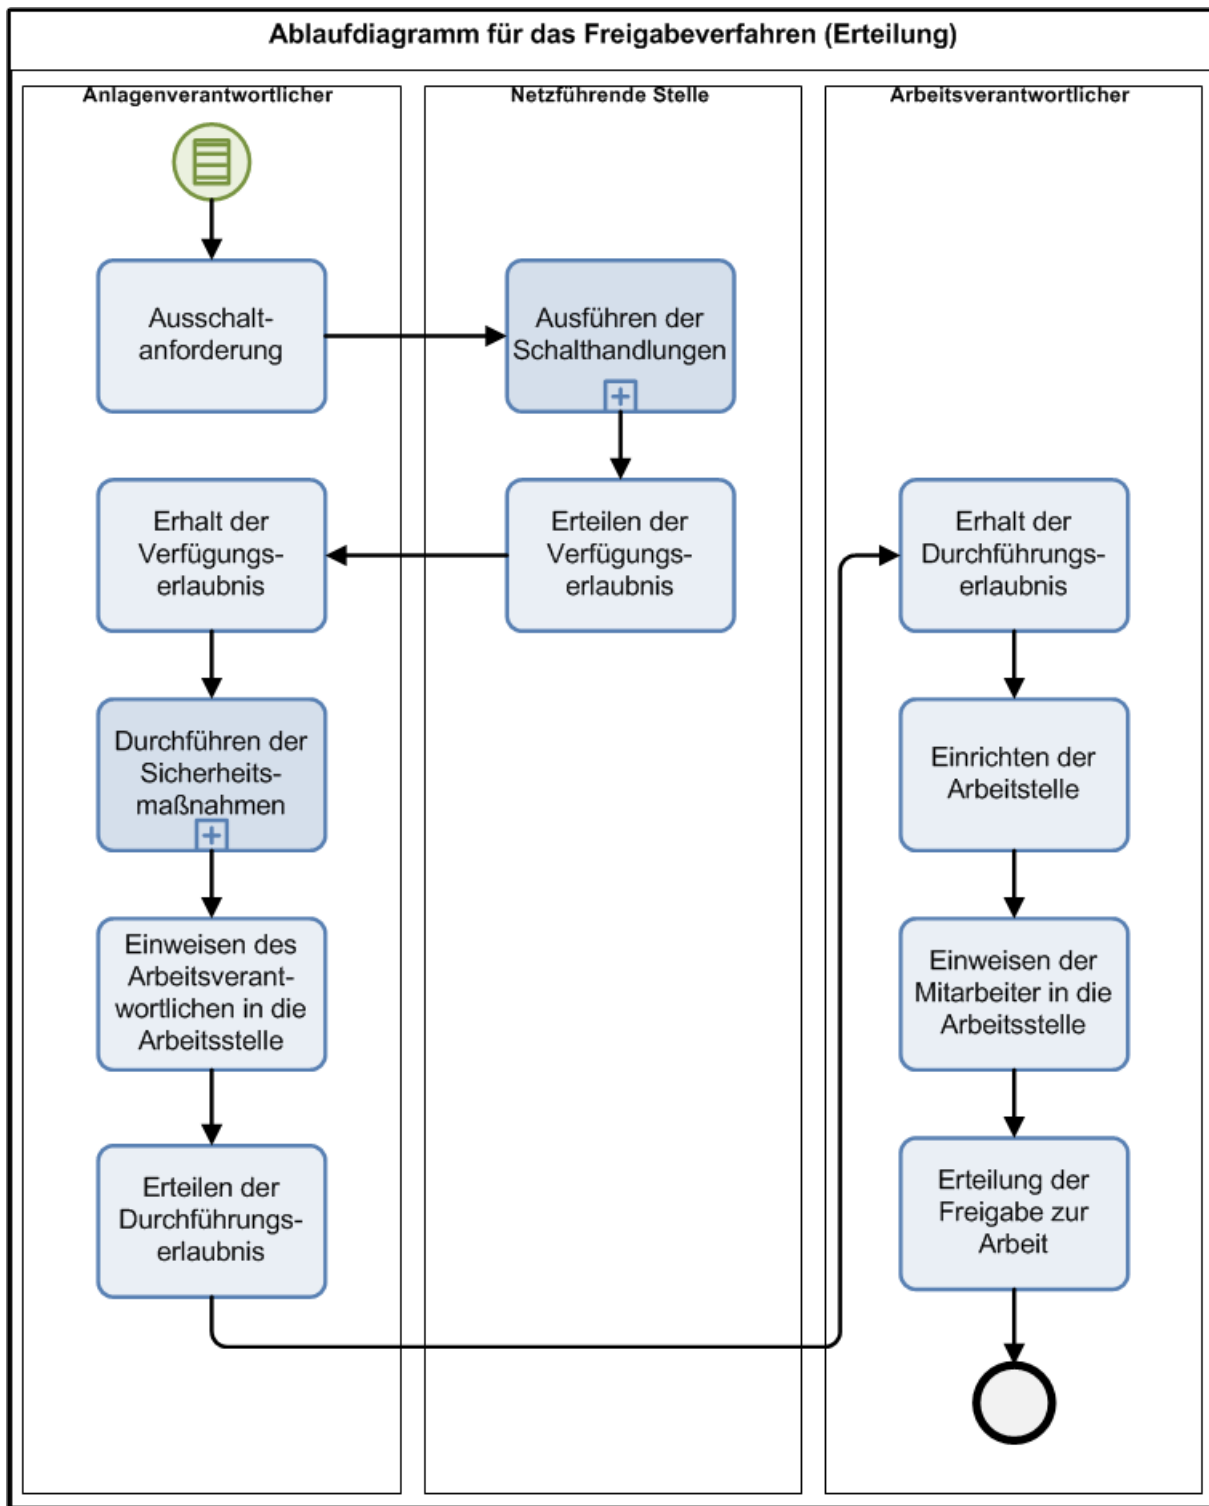 Ablaufdiagramm für das Freigabeverfahren (Erteilung)
Anlagenverantwortlicher
Netzführende Stelle
Arbeitsverantwortlicher
Ausschalt-
anforderung
Ausführen der
Schalthandlungen
Erhalt der
Verfügungs-
erlaubnis
Erteilen der
Verfügungs-
erlaubnis
Erhalt der
Durchführungs-
erlaubnis
Durchführen der
Sicherheits-
maßnahmen
Einrichten der
Arbeitstelle
Einweisen des
Arbeitsverant-
wortlichen in die
Arbeitsstelle
Einweisen der
Mitarbeiter in die
Arbeitsstelle
Erteilen der
Durchführungs-
erlaubnis
Erteilung der
Freigabe zur
Arbeit